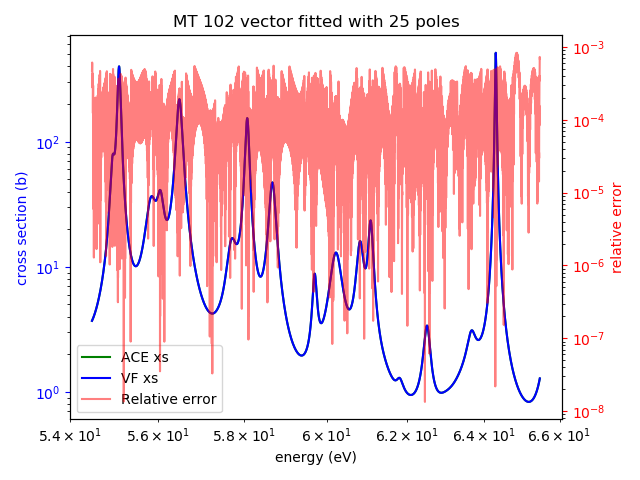 MT 102 vector fitted with 25 poles
cross section (b)
10²
10¹
10⁰
10⁻³
10⁻⁴
10⁻⁵
10⁻⁶
10⁻⁷
10⁻⁸
relative error
ACE xs
VF xs
Relative error
5.4 × 10¹ 5.6 × 10¹ 5.8 × 10¹ 6.0 × 10¹ 6.2 × 10¹ 6.4 × 10¹ 6.6 × 10¹
energy (eV)